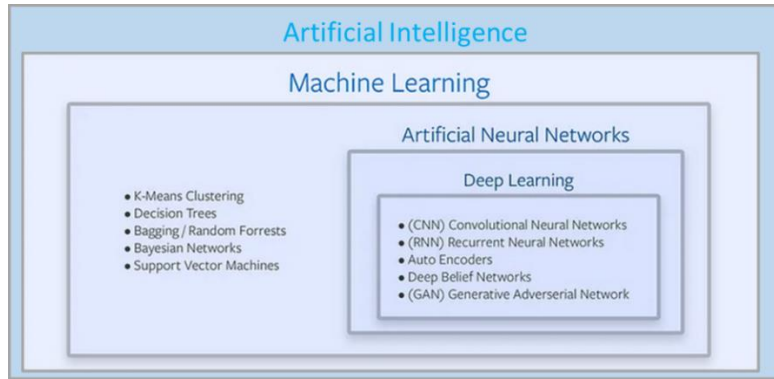 Artificial Intelligence
Machine Learning
Artificial Neural Networks
Deep Learning
• K-Means Clustering
• Decision Trees
• Bagging / Random Forrests
• Bayesian Networks
• Support Vector Machines
• (CNN) Convolutional Neural Networks
• (RNN) Recurrent Neural Networks
• Auto Encoders
• Deep Belief Networks
• (GAN) Generative Adverserial Network